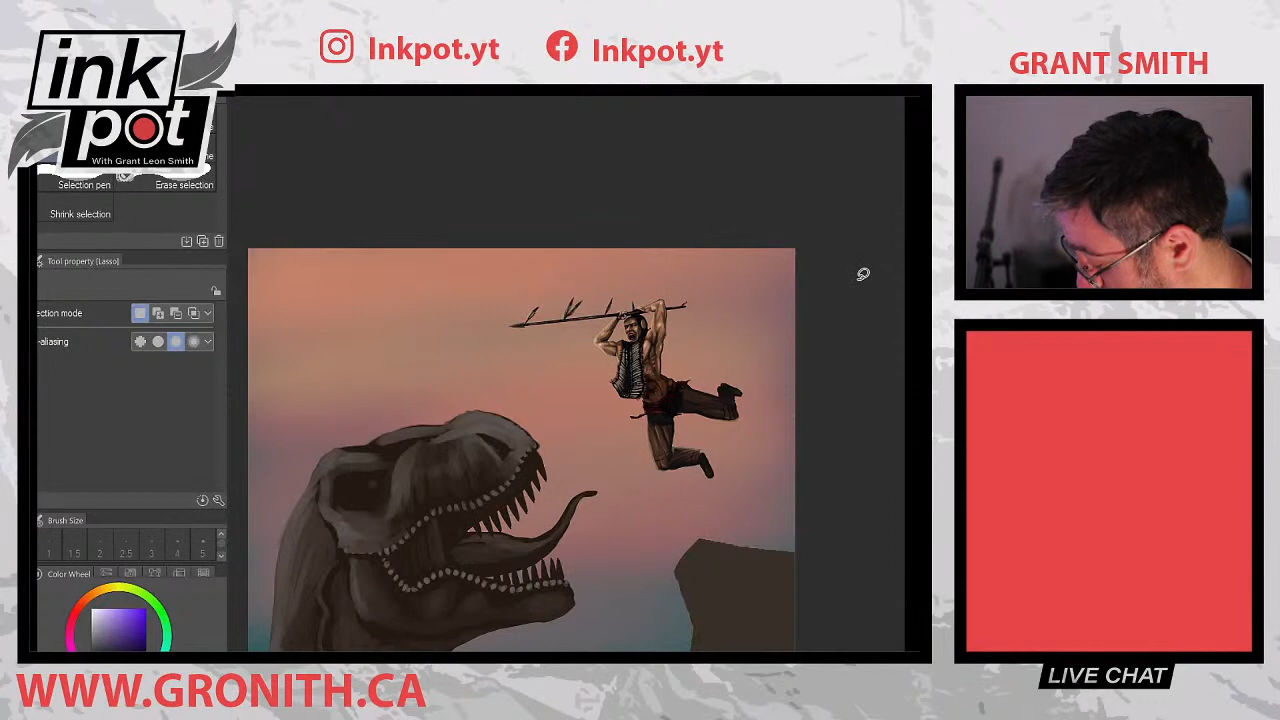 Inkpot.yt
Inkpot.yt
GRANT SMITH
ink
pot
With Grant Leon Smith
Selection pen
Erase selection
Shrink selection
Tool property [Lasso]
ection mode
-aliasing
Brush Size
1 1.5 2 2.5 3 4 5
Color Wheel
WWW.GRONITH.CA
LIVE CHAT